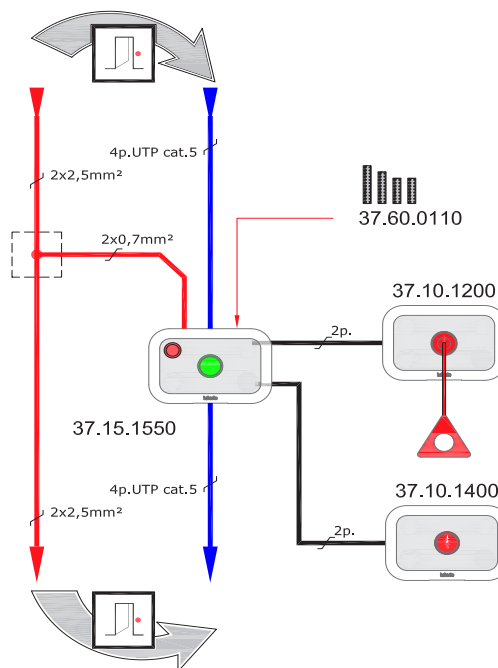 4p.UTP cat.5
2x2,5mm²
37.60.0110
2x0,7mm²
37.10.1200
2p.
37.15.1550
4p.UTP cat.5
37.10.1400
2x2,5mm²
2p.